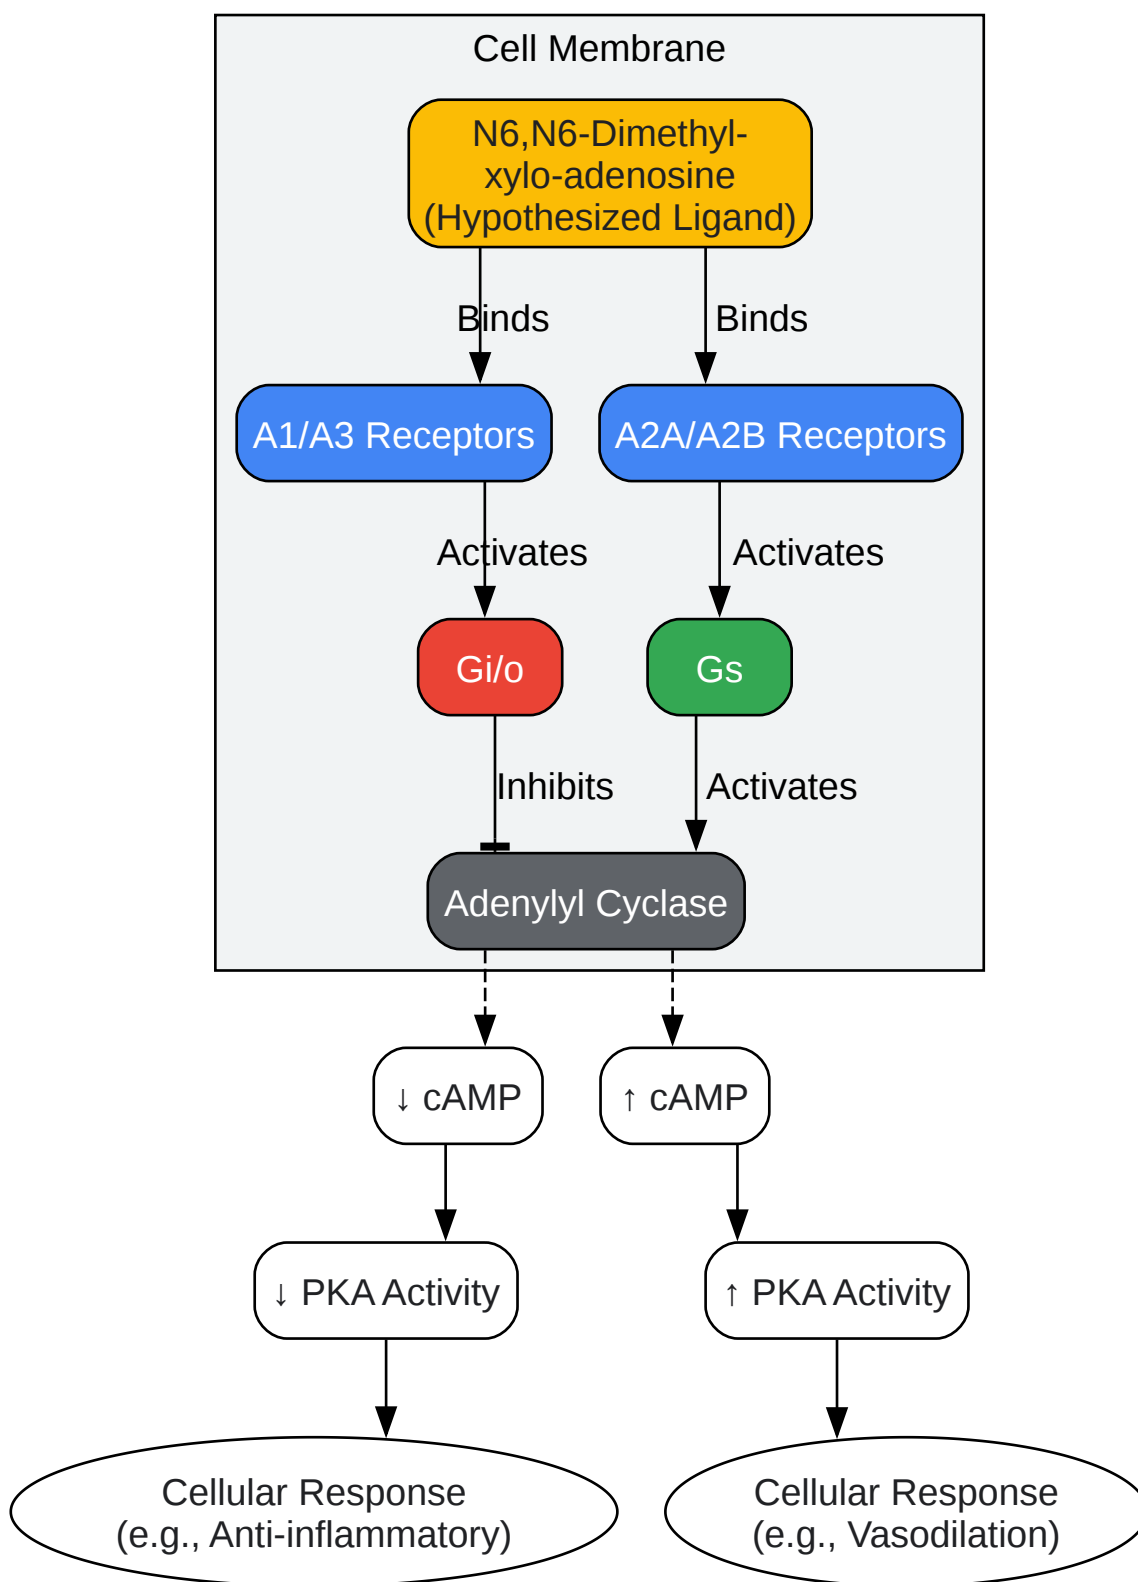 Cell Membrane
N6,N6-Dimethyl-
xylo-adenosine
(Hypothesized Ligand)
Binds
Binds
A1/A3 Receptors
A2A/A2B Receptors
Activates
Activates
Gi/o
Gs
Inhibits
Activates
Adenylyl Cyclase
↓ cAMP
↑ cAMP
↓ PKA Activity
↑ PKA Activity
Cellular Response
(e.g., Anti-inflammatory)
Cellular Response
(e.g., Vasodilation)